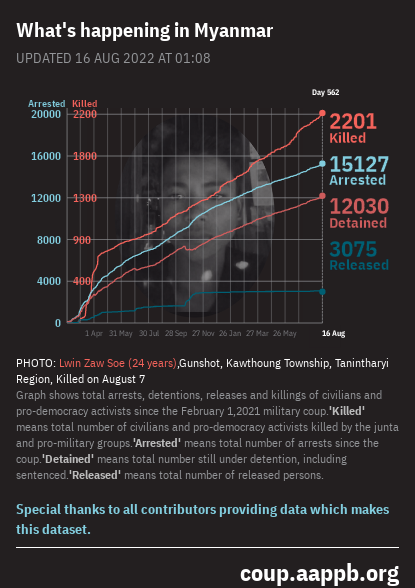 What's happening in Myanmar
UPDATED 16 AUG 2022 AT 01:08
Day 562
Arrested Killed
20000 2200
16000 1800
12000 1300
8000 900
4000 400
0
2201
Killed
15127
Arrested
12030
Detained
3075
Released
1 Apr 31 May 30 Jul 28 Sep 27 Nov 26 Jan 27 Mar 26 May 16 Aug
PHOTO: Lwin Zaw Soe (24 years),Gunshot, Kawthoung Township, Tanintharyi
Region, Killed on August 7
Graph shows total arrests, detentions, releases and killings of civilians and
pro-democracy activists since the February 1,2021 military coup.'Killed'
means total number of civilians and pro-democracy activists killed by the junta
and pro-military groups.'Arrested' means total number of arrests since the
coup.'Detained' means total number still under detention, including
sentenced.'Released' means total number of released persons.
Special thanks to all contributors providing data which makes
this dataset.
coup.aappb.org